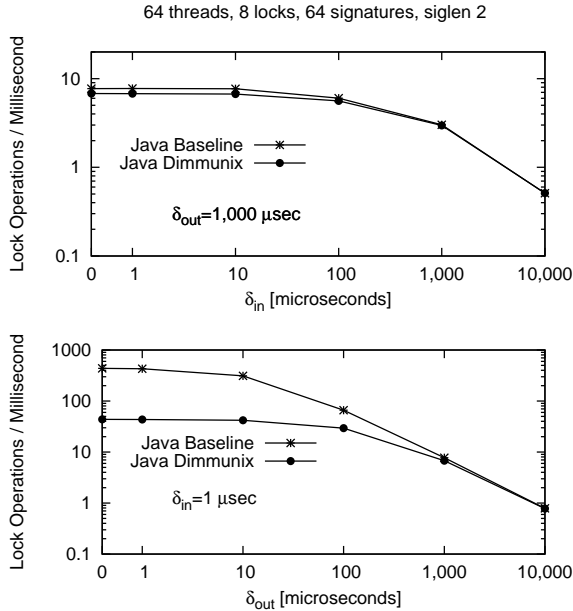 64 threads, 8 locks, 64 signatures, siglen 2
Lock Operations / Millisecond
10
1
0.1
Java Baseline
Java Dimmunix
δout=1,000 μsec
0 1 10 100 1,000 10,000
δin [microseconds]
Lock Operations / Millisecond
1000
100
10
1
0.1
Java Baseline
Java Dimmunix
δin=1 μsec
0 1 10 100 1,000 10,000
δout [microseconds]